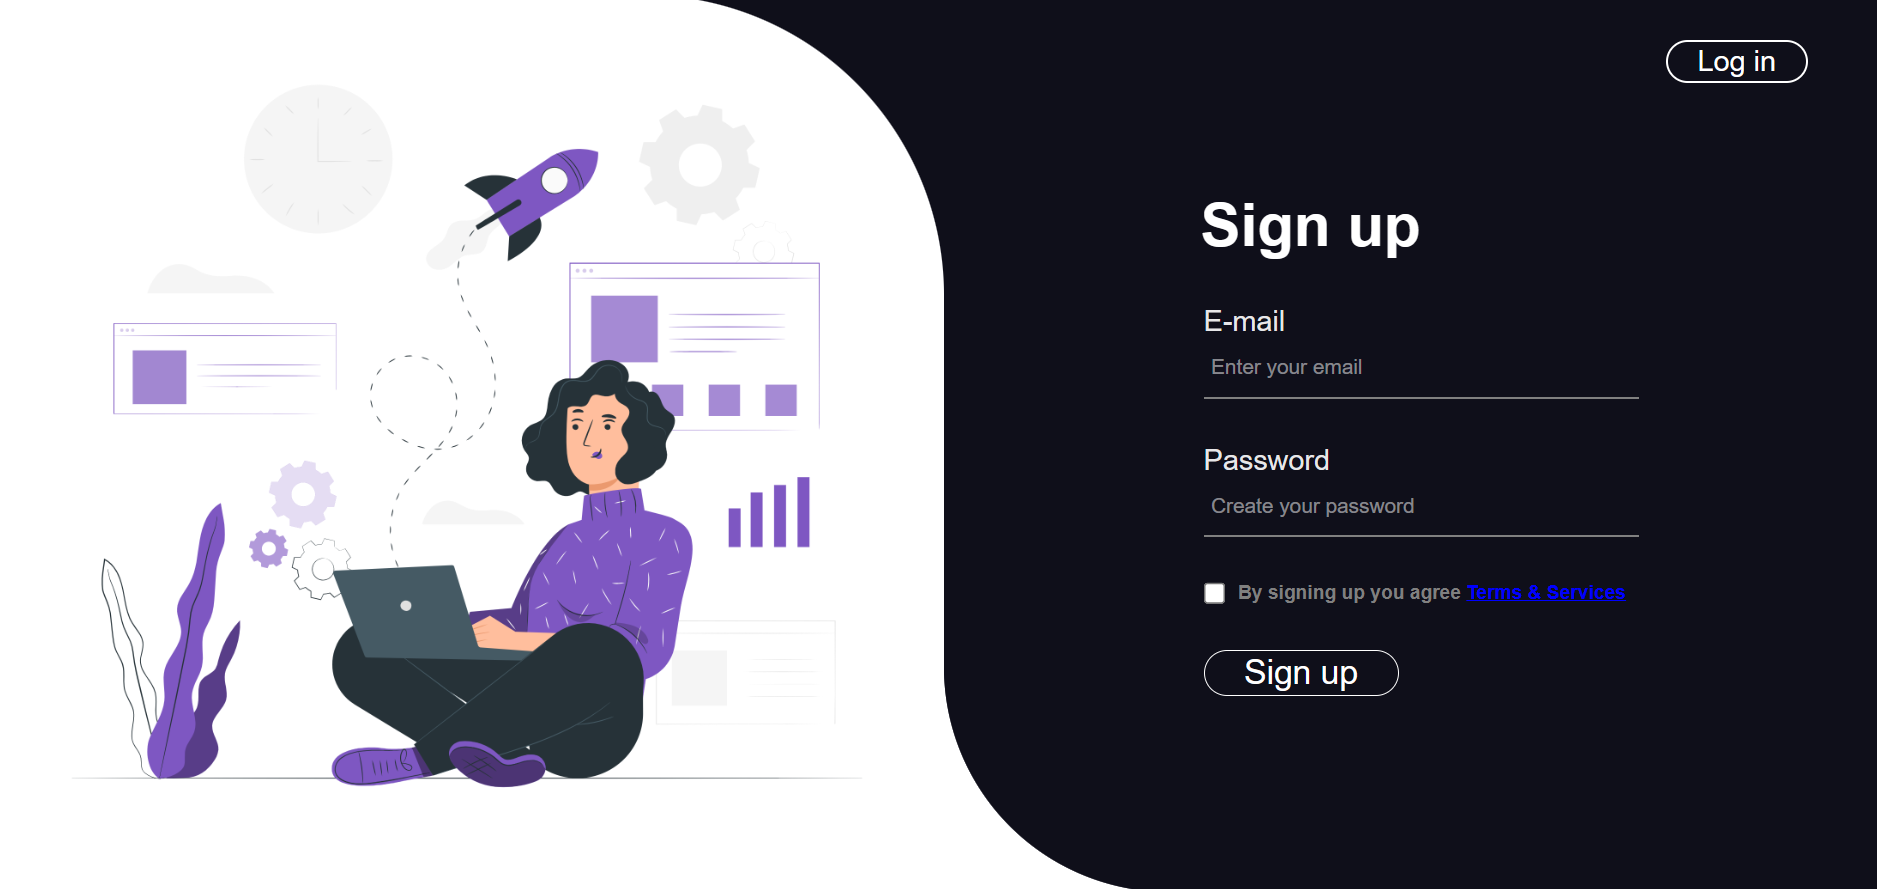 Log in
Sign up
E-mail
Enter your email
Password
Create your password
By signing up you agree Terms & Services
Sign up